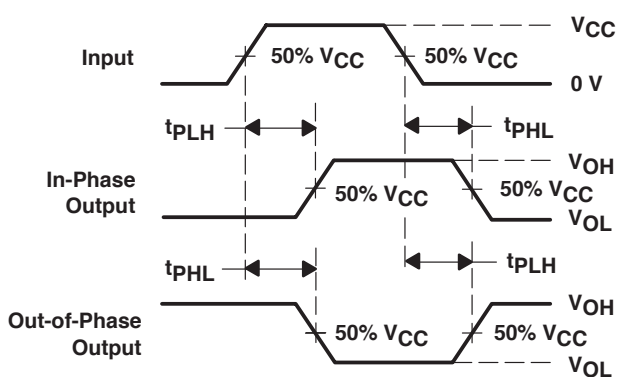 VCC
Input
50% VCC
50% VCC
0 V
tPLH
tPHL
In-Phase
Output
VOH
50% VCC
50% VCC
VOL
tPHL
tPLH
Out-of-Phase
Output
VOH
50% VCC
50% VCC
VOL